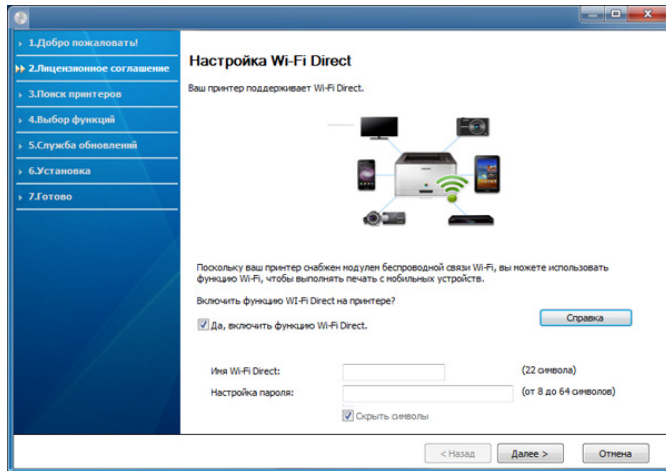 1.Добро пожаловать!
2.Лицензионное соглашение
3.Поиск принтеров
4.Выбор функций
5.Служба обновлений
6.Установка
7.Готово
Настройка Wi-Fi Direct
Ваш принтер поддерживает Wi-Fi Direct.
Поскольку ваш принтер снабжен модулем беспроводной связи Wi-Fi, вы можете использовать
функцию Wi-Fi, чтобы выполнять печать с мобильных устройств.
Включить функцию WI-Fi Direct на принтере?
Да, включить функцию Wi-Fi Direct.
Справка
Имя Wi-Fi Direct: (22 символа)
Настройка пароля: (от 8 до 64 символов)
Скрыть символы
< Назад Далее > Отмена